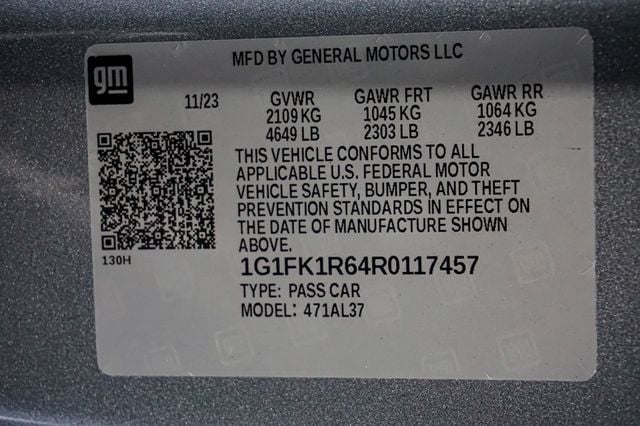 MFD BY GENERAL MOTORS LLC
gm
11/23
GVWR GAWR FRT GAWR RR
2109 KG 1045 KG 1064 KG
4649 LB 2303 LB 2346 LB
THIS VEHICLE CONFORMS TO ALL
APPLICABLE U.S. FEDERAL MOTOR
VEHICLE SAFETY, BUMPER, AND THEFT
PREVENTION STANDARDS IN EFFECT ON
THE DATE OF MANUFACTURE SHOWN
ABOVE.
130H
1G1FK1R64R0117457
TYPE: PASS CAR
MODEL: 471AL37